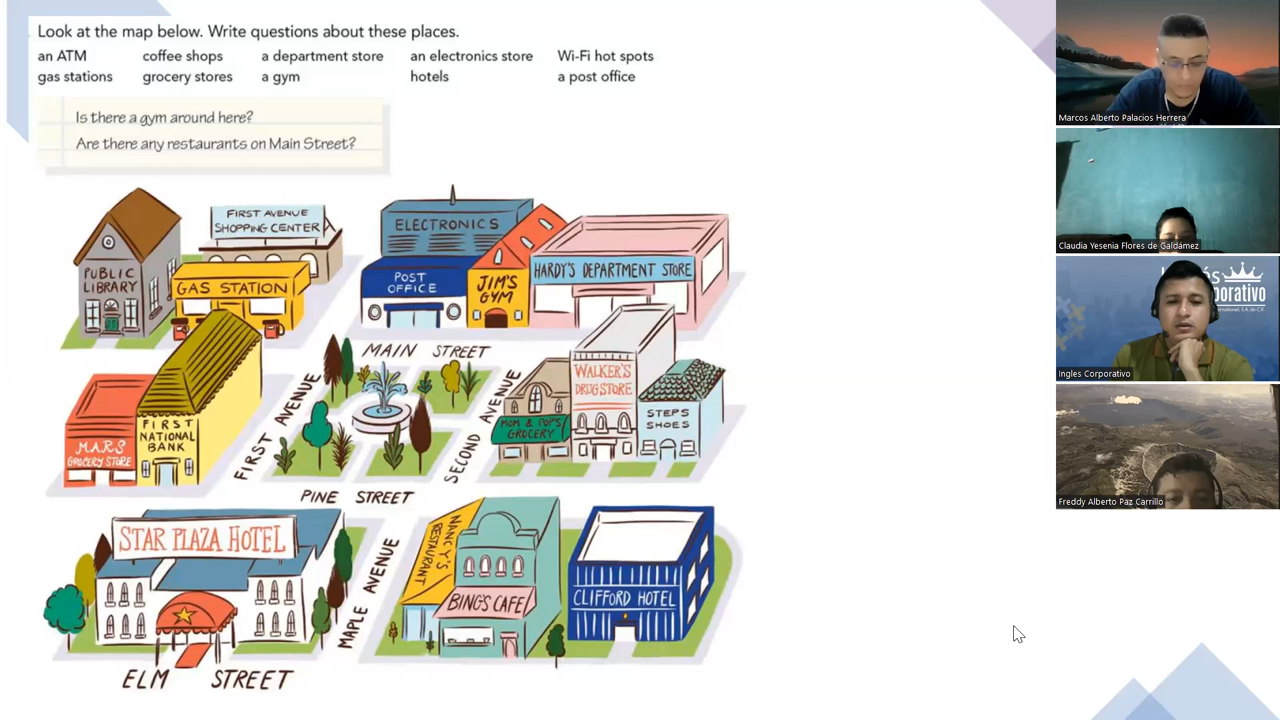 Look at the map below. Write questions about these places.
an ATM coffee shops a department store an electronics store Wi-Fi hot spots
gas stations grocery stores a gym hotels a post office
Is there a gym around here?
Are there any restaurants on Main Street?
FIRST AVENUE
SHOPPING CENTER
ELECTRONICS
PUBLIC
LIBRARY
GAS STATION
POST
OFFICE
JIM'S
GYM
HARDY'S DEPARTMENT STORE
MAIN STREET
FIRST AVENUE
SECOND AVENUE
WALKER'S
DRUGSTORE
MOM & POP'S
GROCERY
STEPS
SHOES
MARS
GROCERY STORE
FIRST
NATIONAL
BANK
PINE STREET
STAR PLAZA HOTEL
MAPLE AVENUE
NANCY'S
RESTAURANT
BING'S CAFE
CLIFFORD HOTEL
ELM STREET
Marcos Alberto Palacios Herrera
Claudia Yesenia Flores de Galdámez
Ingles Corporativo
Freddy Alberto Paz Carrillo